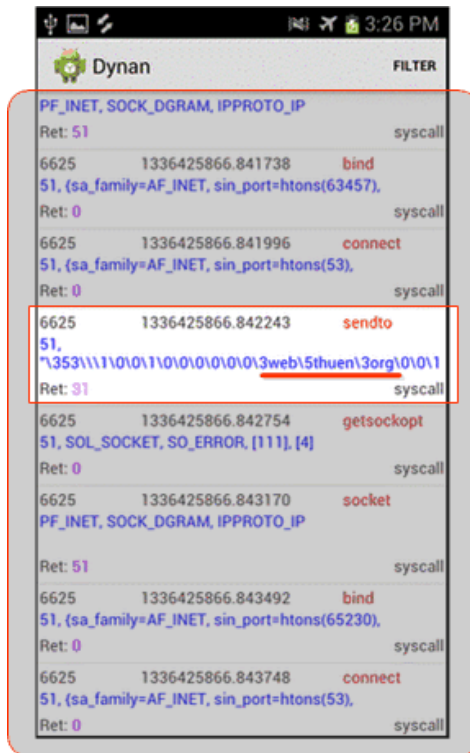 3:26 PM
Dynan FILTER
PF_INET, SOCK_DGRAM, IPPROTO_IP
Ret: 51 syscall
6625 1336425866.841738 bind
51, {sa_family=AF_INET, sin_port=htons(63457),
Ret: 0 syscall
6625 1336425866.841996 connect
51, {sa_family=AF_INET, sin_port=htons(53),
Ret: 0 syscall
6625 1336425866.842243 sendto
51,
"\353\\\1\0\0\1\0\0\0\0\0\0\3web\5thuen\3org\0\0\1
Ret: 31 syscall
6625 1336425866.842754 getsockopt
51, SOL_SOCKET, SO_ERROR, [111], [4]
Ret: 0 syscall
6625 1336425866.843170 socket
PF_INET, SOCK_DGRAM, IPPROTO_IP
Ret: 51 syscall
6625 1336425866.843492 bind
51, {sa_family=AF_INET, sin_port=htons(65230),
Ret: 0 syscall
6625 1336425866.843748 connect
51, {sa_family=AF_INET, sin_port=htons(53),
Ret: 0 syscall